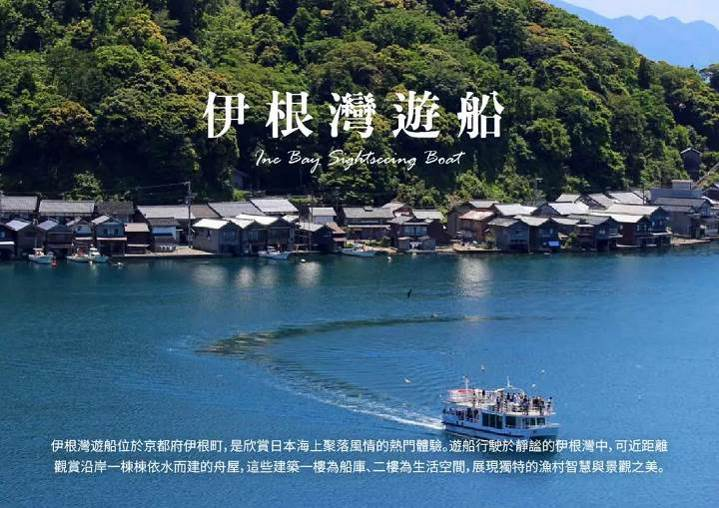 伊根灣遊船
Ine Bay Sightseeing Boat
伊根灣遊船位於京都府伊根町，是欣賞日本海上聚落風情的熱門體驗。遊船行駛於靜謐的伊根灣中，可近距離
觀賞沿岸一棟棟依水而建的舟屋，這些建築一樓為船庫、二樓為生活空間，展現獨特的漁村智慧與景觀之美。